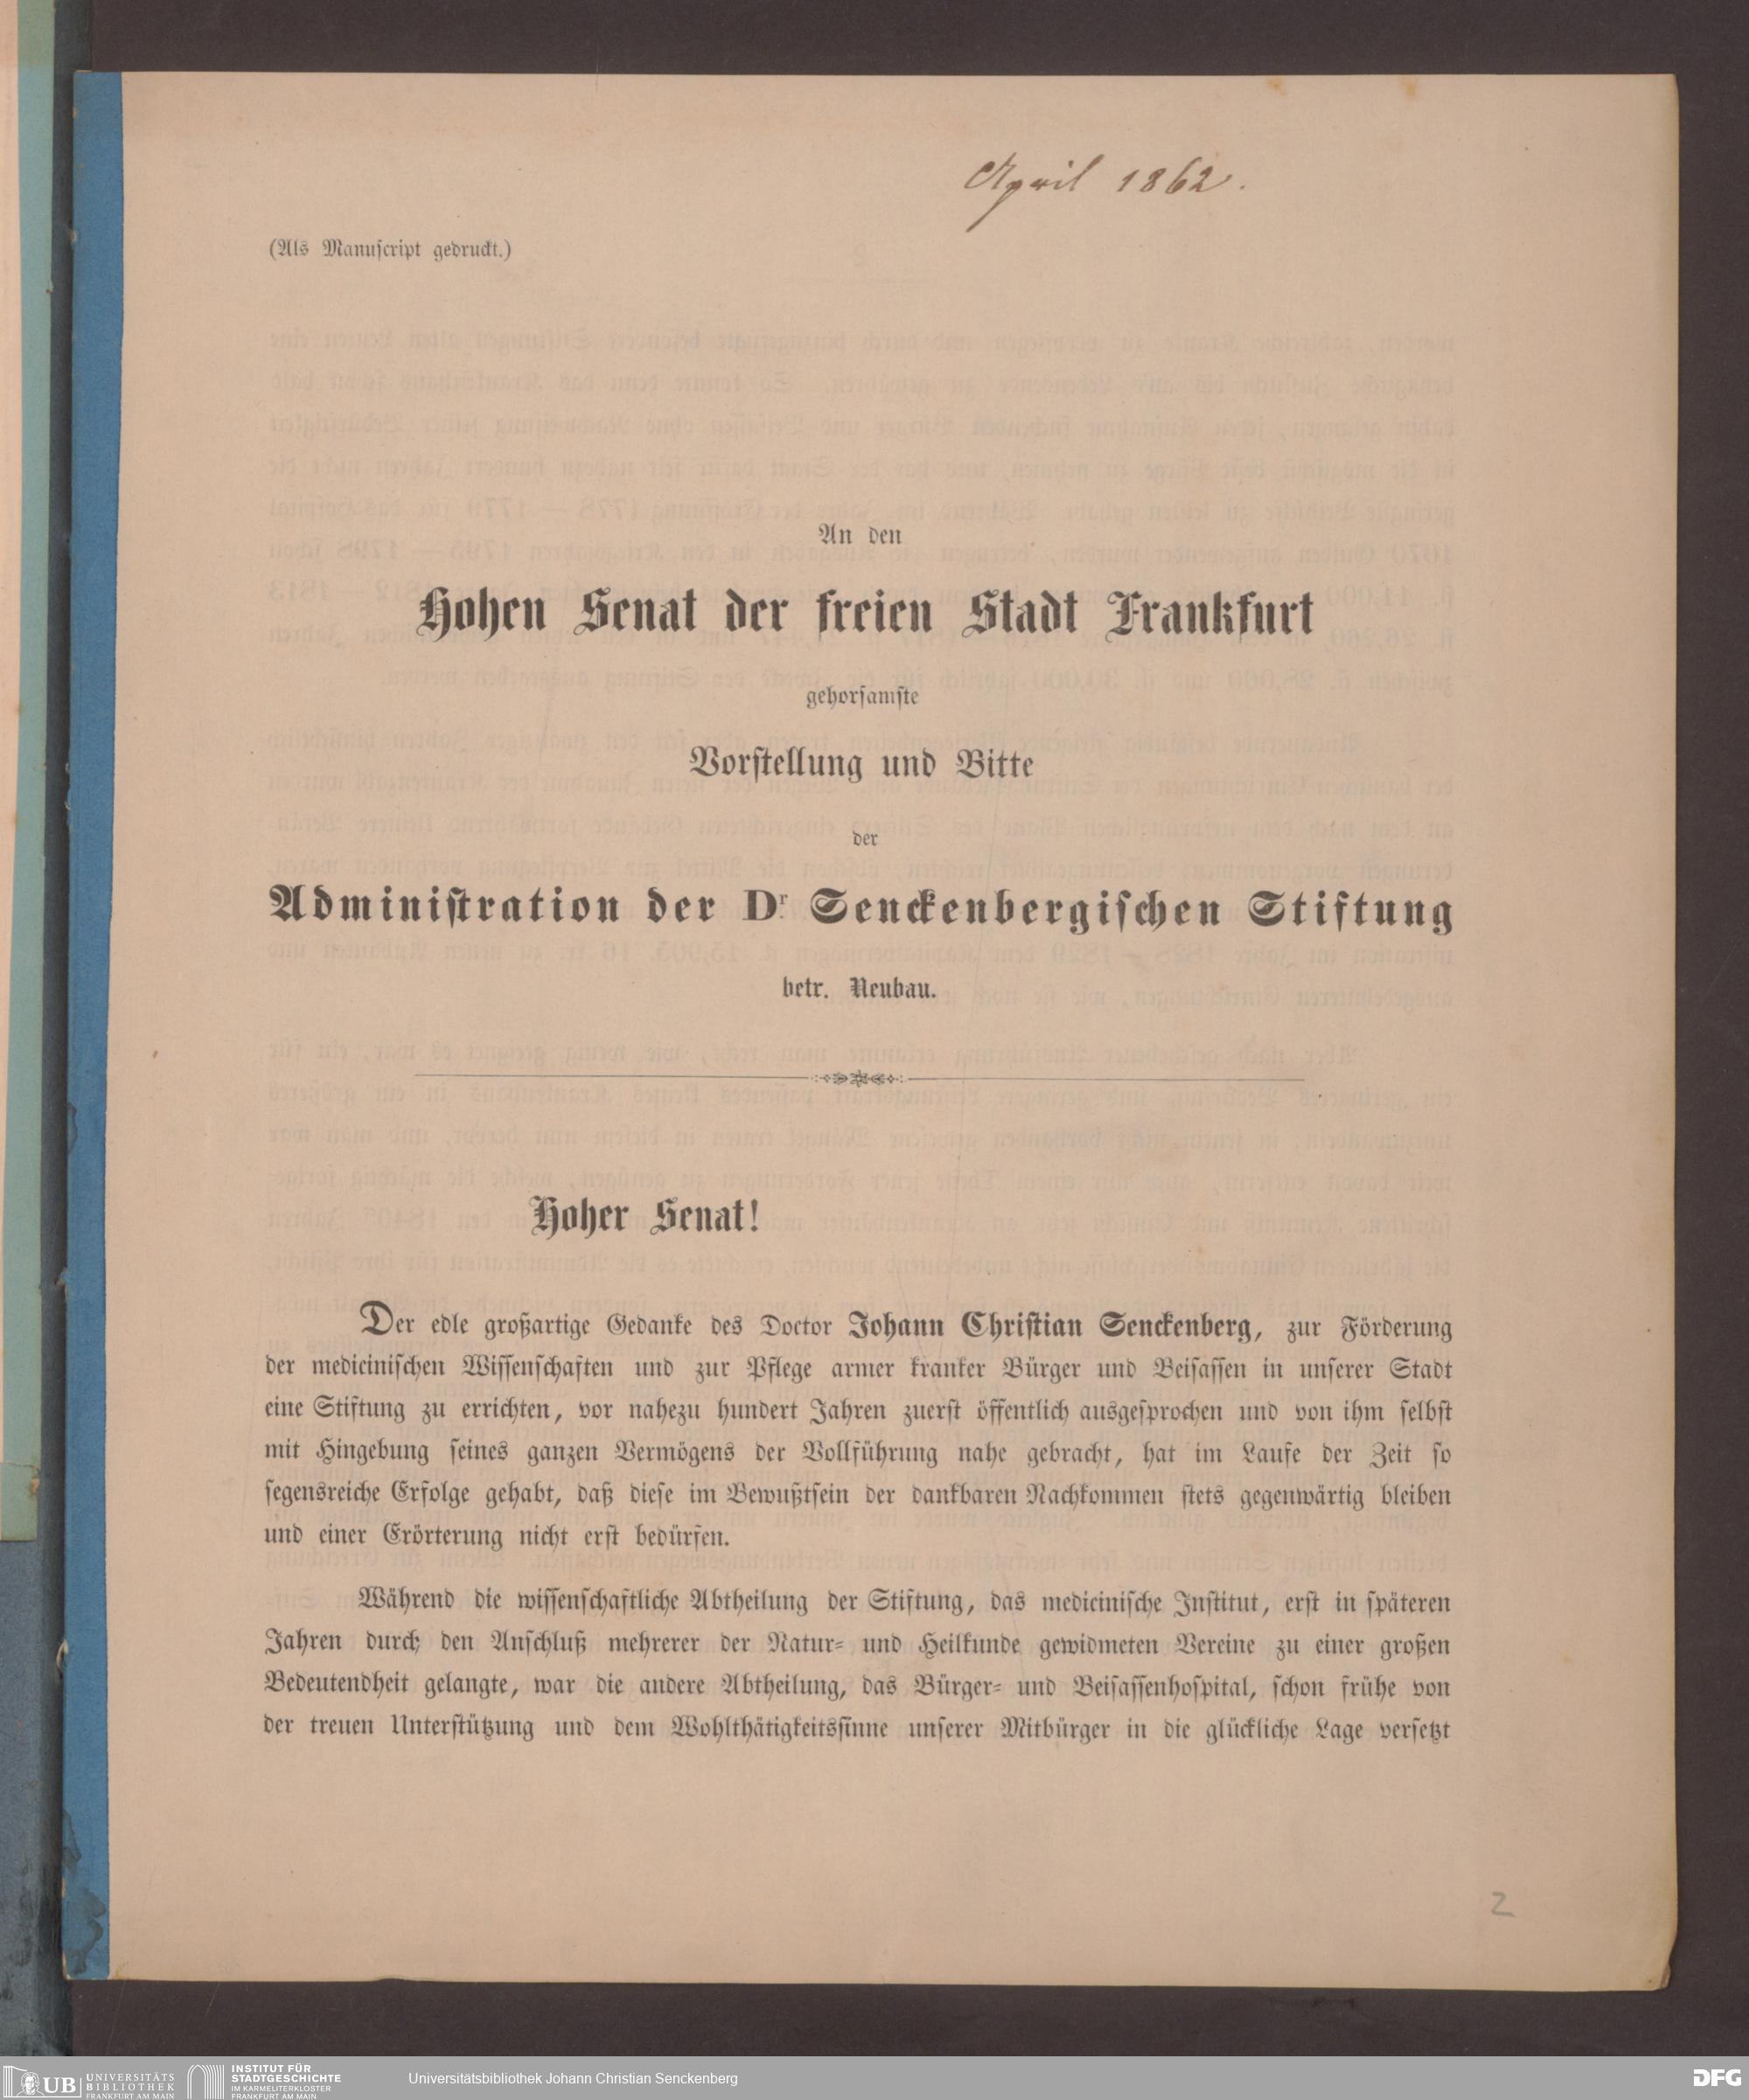 April 1862.
(Als Manuscript gedruckt.)
An den
Hohen Senat der freien Stadt Frankfurt
gehorsamste
Vorstellung und Bitte
der
Administration der Dr. Senckenbergischen Stiftung
betr. Neubau.
Hoher Senat!
Der edle großartige Gedanke des Doctor Johann Christian Senckenberg, zur Förderung
der medicinischen Wissenschaften und zur Pflege armer kranker Bürger und Beisassen in unserer Stadt
eine Stiftung zu errichten, vor nahezu hundert Jahren zuerst öffentlich ausgesprochen und von ihm selbst
mit Hingebung seines ganzen Vermögens der Vollführung nahe gebracht, hat im Laufe der Zeit so
segensreiche Erfolge gehabt, daß diese im Bewußtsein der dankbaren Nachkommen stets gegenwärtig bleiben
und einer Erörterung nicht erst bedürfen.
Während die wissenschaftliche Abtheilung der Stiftung, das medicinische Institut, erst in späteren
Jahren durch den Anschluß mehrerer der Natur- und Heilkunde gewidmeten Vereine zu einer großen
Bedeutendheit gelangte, war die andere Abtheilung, das Bürger- und Beisassenhospital, schon frühe von
der treuen Unterstützung und dem Wohlthätigkeitssinne unserer Mitbürger in die glückliche Lage versetzt
2
UB UNIVERSITÄTS
BIBLIOTHEK
FRANKFURT AM MAIN
INSTITUT FÜR
STADTGESCHICHTE
IM KARMELITERKLOSTER
FRANKFURT AM MAIN
Universitätsbibliothek Johann Christian Senckenberg
DFG